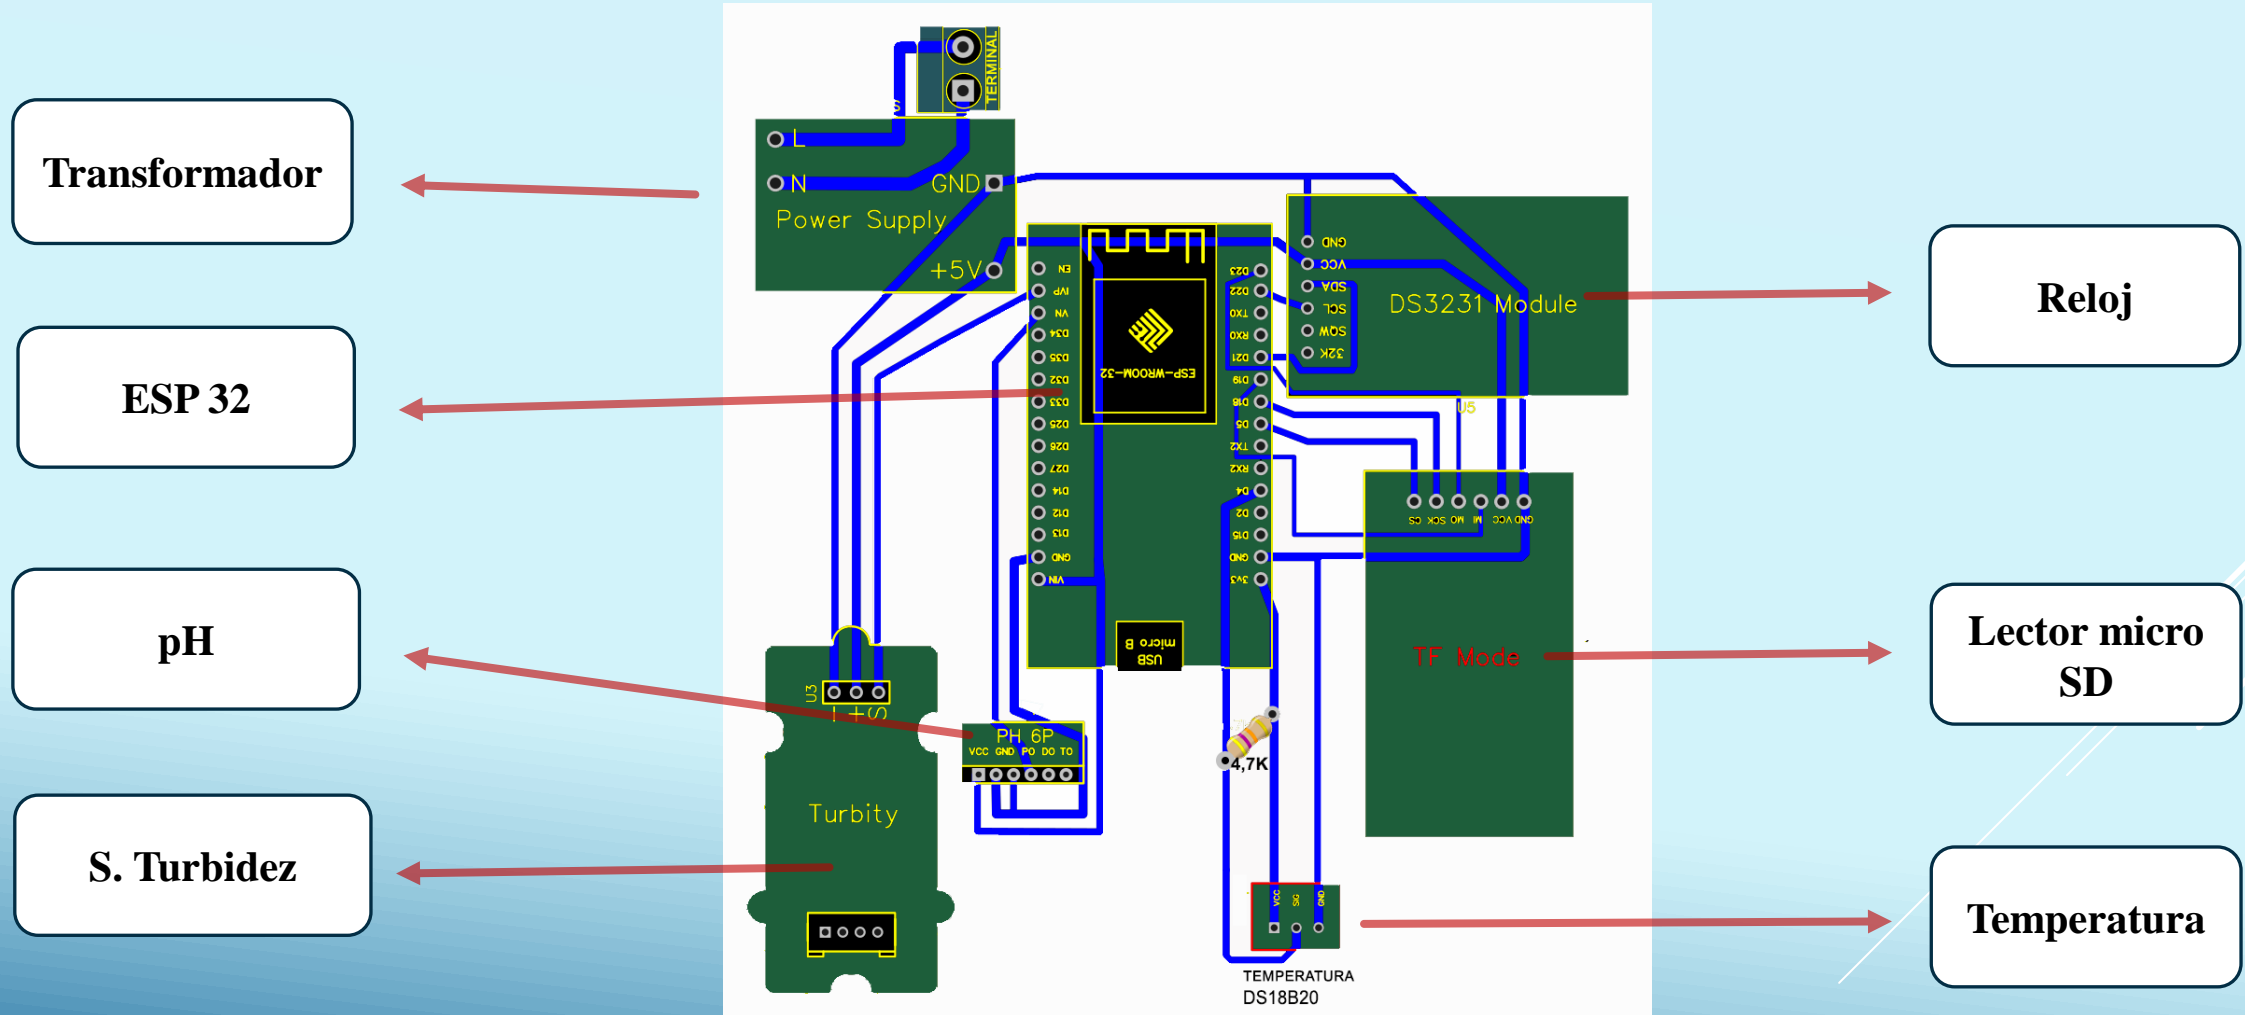 Transformador
ESP 32
pH
S. Turbidez
TERMINAL
S
L
N
GND
Power Supply
+5V
EN
IVP
VN
D34
D35
D32
D33
D25
D26
D27
D14
D12
D13
GND
VIN
ESP-WROOM-32
D23
D22
TX0
RX0
D21
D19
D18
D5
TX2
RX2
D4
D2
D15
GND
3V3
USB
micro B
GND
VCC
SDA
SCL
SQW
32K
DS3231 Module
U5
CS SCK MO MI VCC GND
TF Mode
U3
- + S
Turbity
PH 6P
VCC GND PO DO TO
4,7K
VCC
SIG
GND
TEMPERATURA
DS18B20
Reloj
Lector micro
SD
Temperatura